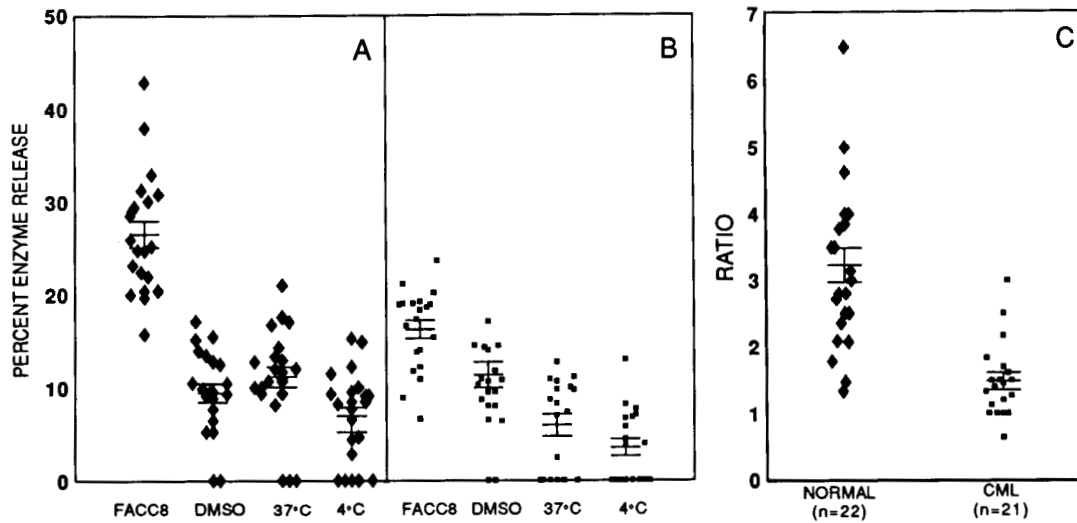 PERCENT ENZYME RELEASE
50
40
30
20
10
0
A
B
FACC8 DMSO 37°C 4°C
FACC8 DMSO 37°C 4°C
RATIO
7
6
5
4
3
2
1
0
C
NORMAL
(n=22)
CML
(n=21)